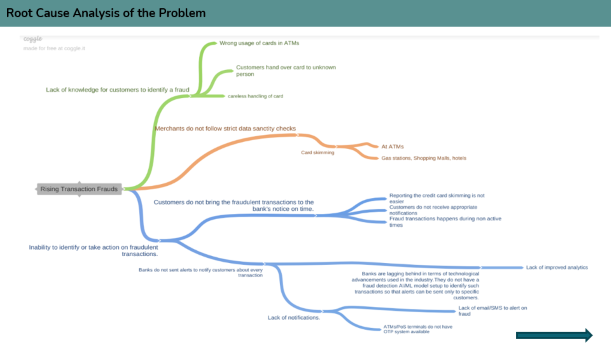 Root Cause Analysis of the Problem
coggle
made for free at coggle.it
Wrong usage of cards in ATMs
Customers hand over card to unknown
person
Lack of knowledge for customers to identify a fraud
careless handling of card
Merchants do not follow strict data sanctity checks
Card skimming
At ATMs
Gas stations, Shopping Malls, hotels
Rising Transaction Frauds
Customers do not bring the fraudulent transactions to the
bank's notice on time.
Reporting the credit card skimming is not
easier
Customers do not receive appropriate
notifications
Fraud transactions happens during non active
times
Inability to identify or take action on fraudulent
transactions.
Banks do not sent alerts to notify customers about every
transaction
Banks are lagging behind in terms of technological
advancements used in the industry They do not have a
fraud detection AI/ML model setup to identify such
transactions so that alerts can be sent only to specific
customers.
Lack of improved analytics
Lack of notifications.
Lack of email/SMS to alert on
fraud
ATMs/PoS terminals do not have
OTP system available